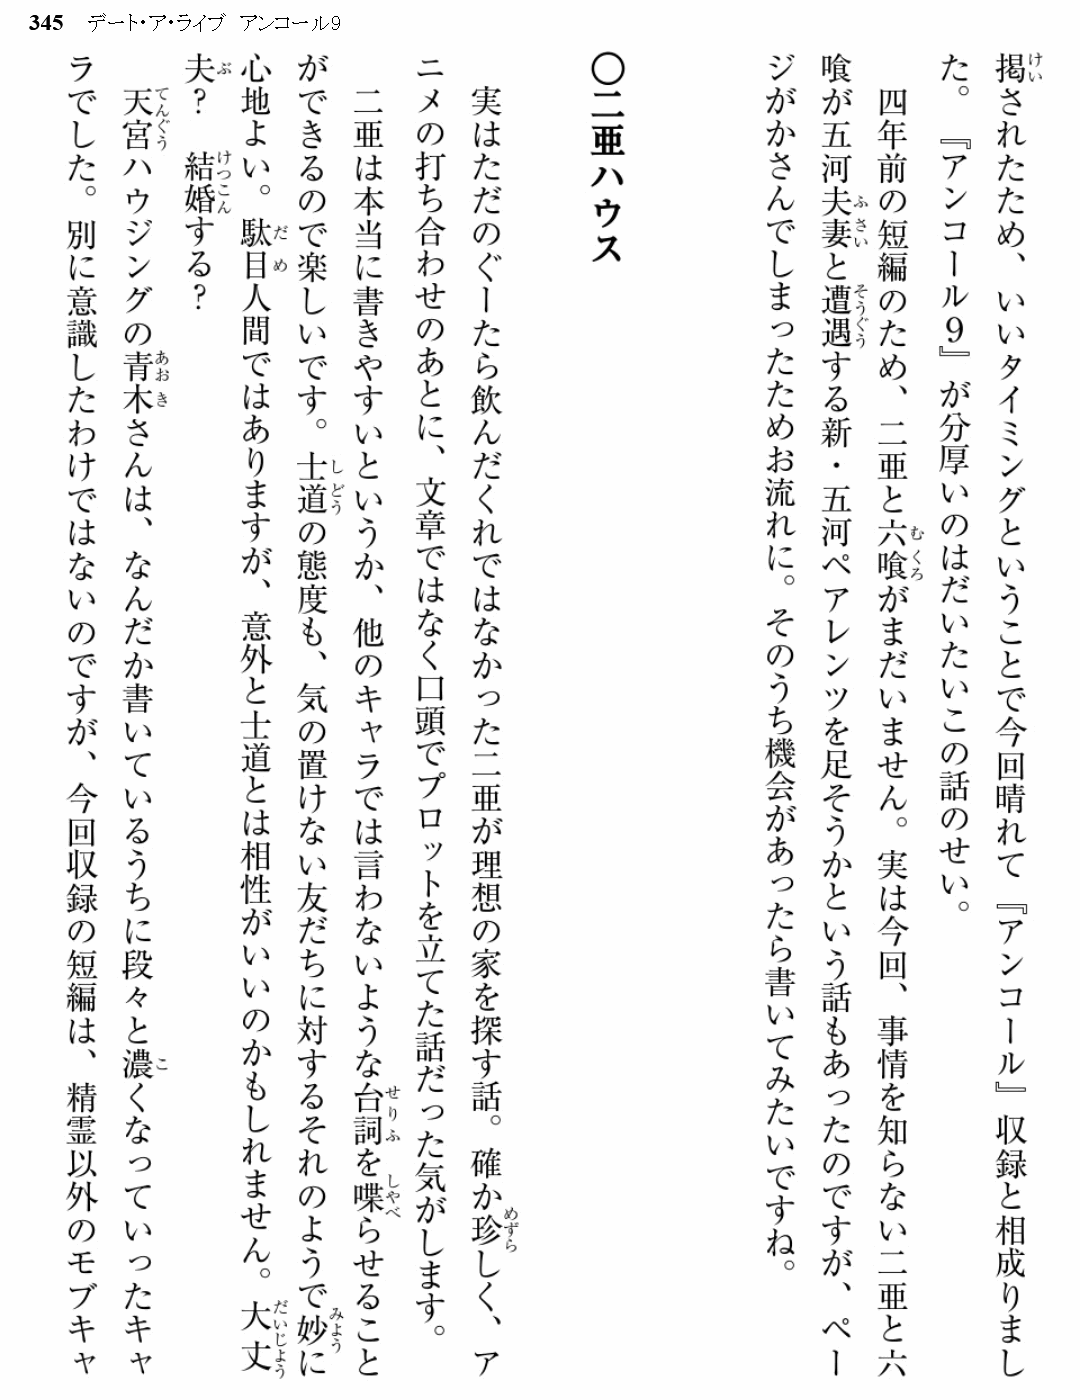 345 デート・ア・ライブ アンコール9
掲されたため、いいタイミングということで今回晴れて『アンコール』収録と相成りまし
た。『アンコール9』が分厚いのはだいたいこの話のせい。
四年前の短編のため、二亜と六喰がまだいません。実は今回、事情を知らない二亜と六
喰が五河夫妻と遭遇する新・五河ペアレンツを足そうかという話もあったのですが、ペー
ジがかさんでしまったためお流れに。そのうち機会があったら書いてみたいですね。
〇二亜ハウス
実はただのぐーたら飲んだくれではなかった二亜が理想の家を探す話。確か珍しく、ア
ニメの打ち合わせのあとに、文章ではなく口頭でプロットを立てた話だった気がします。
二亜は本当に書きやすいというか、他のキャラでは言わないような台詞を喋らせること
ができるので楽しいです。士道の態度も、気の置けない友だちに対するそれのようで妙に
心地よい。駄目人間ではありますが、意外と士道とは相性がいいのかもしれません。大丈
夫？ 結婚する？
天宮ハウジングの青木さんは、なんだか書いているうちに段々と濃くなっていったキャ
ラでした。別に意識したわけではないのですが、今回収録の短編は、精霊以外のモブキャ